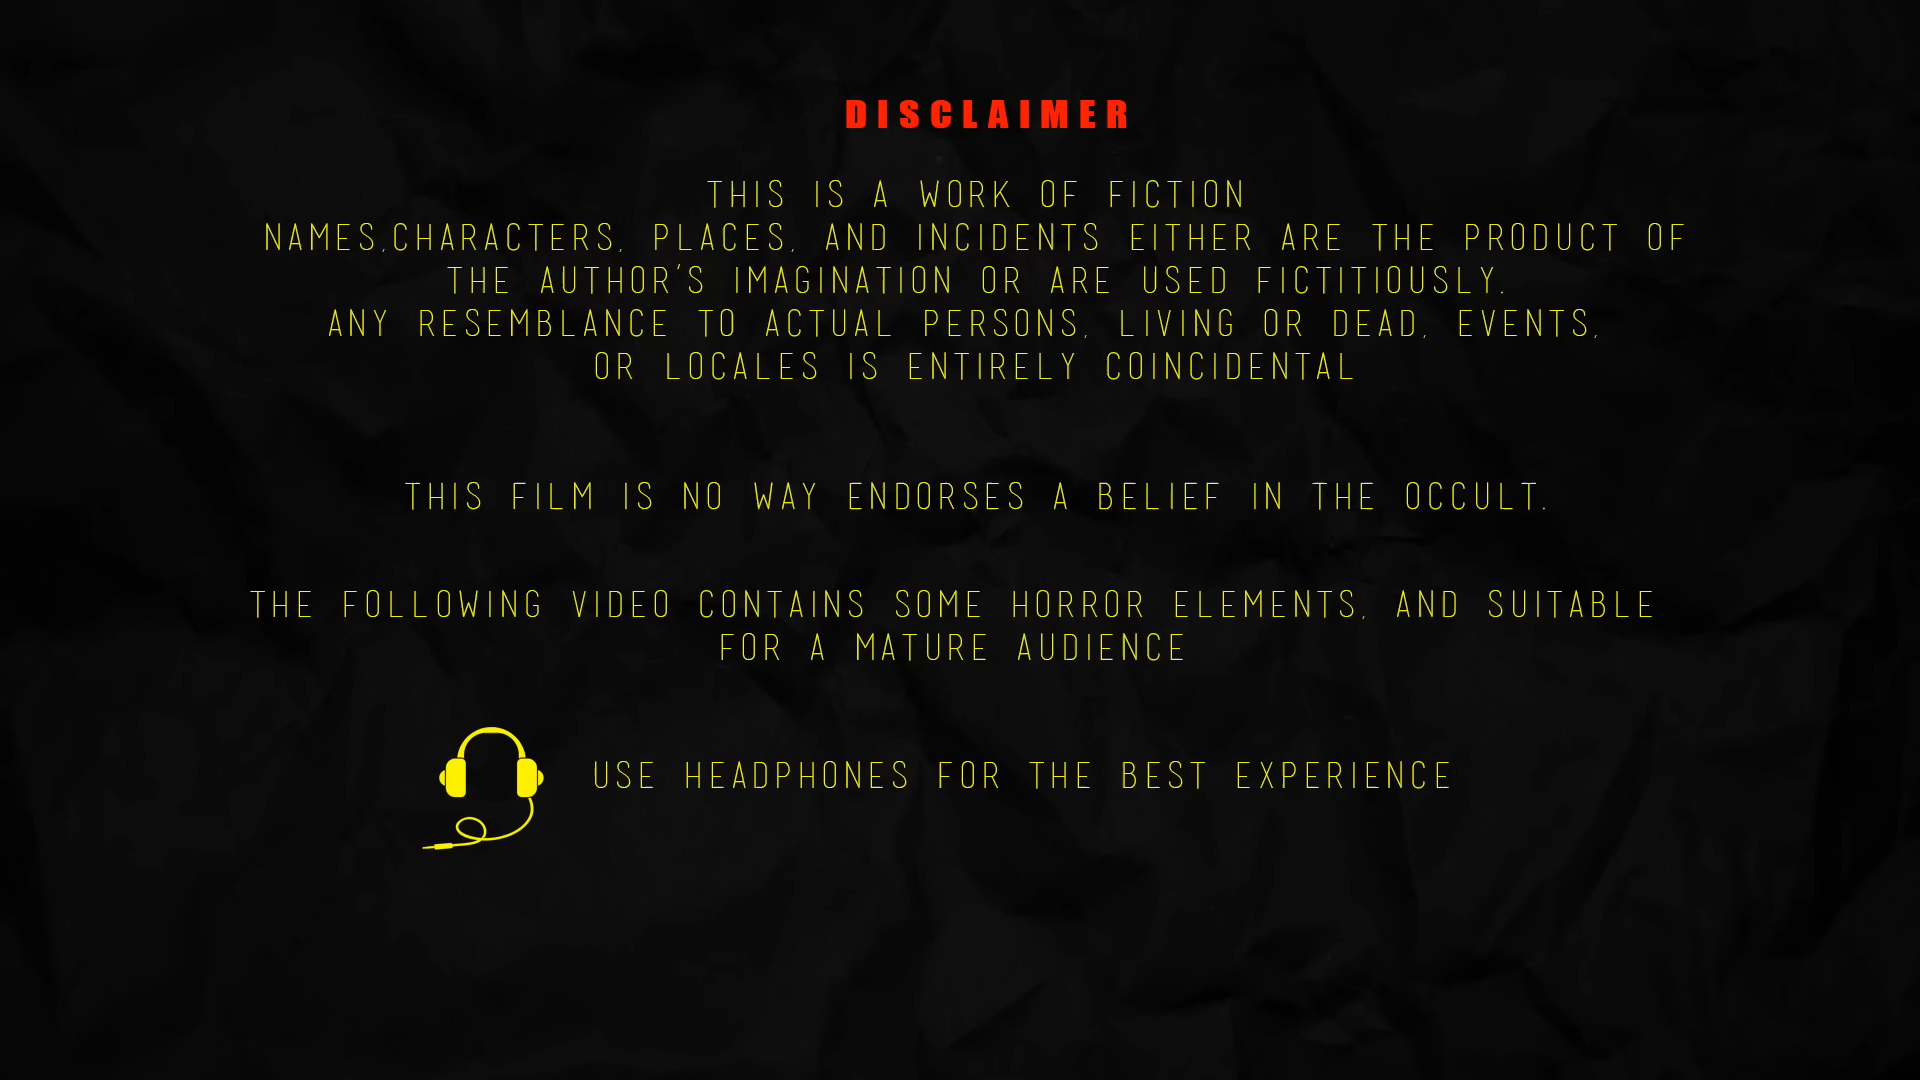 DISCLAIMER
THIS IS A WORK OF FICTION
NAMES,CHARACTERS, PLACES, AND INCIDENTS EITHER ARE THE PRODUCT OF
THE AUTHOR'S IMAGINATION OR ARE USED FICTITIOUSLY.
ANY RESEMBLANCE TO ACTUAL PERSONS, LIVING OR DEAD, EVENTS,
OR LOCALES IS ENTIRELY COINCIDENTAL
THIS FILM IS NO WAY ENDORSES A BELIEF IN THE OCCULT.
THE FOLLOWING VIDEO CONTAINS SOME HORROR ELEMENTS, AND SUITABLE
FOR A MATURE AUDIENCE
USE HEADPHONES FOR THE BEST EXPERIENCE